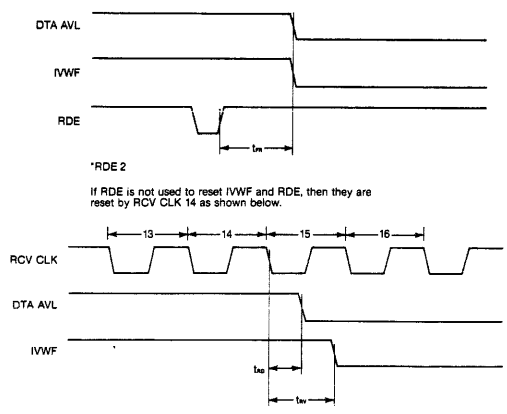 DTA AVL
IVWF
RDE
tPR
*RDE 2
If RDE is not used to reset IVWF and RDE, then they are
reset by RCV CLK 14 as shown below.
13 14 15 16
RCV CLK
DTA AVL
IVWF
tRD
tRV